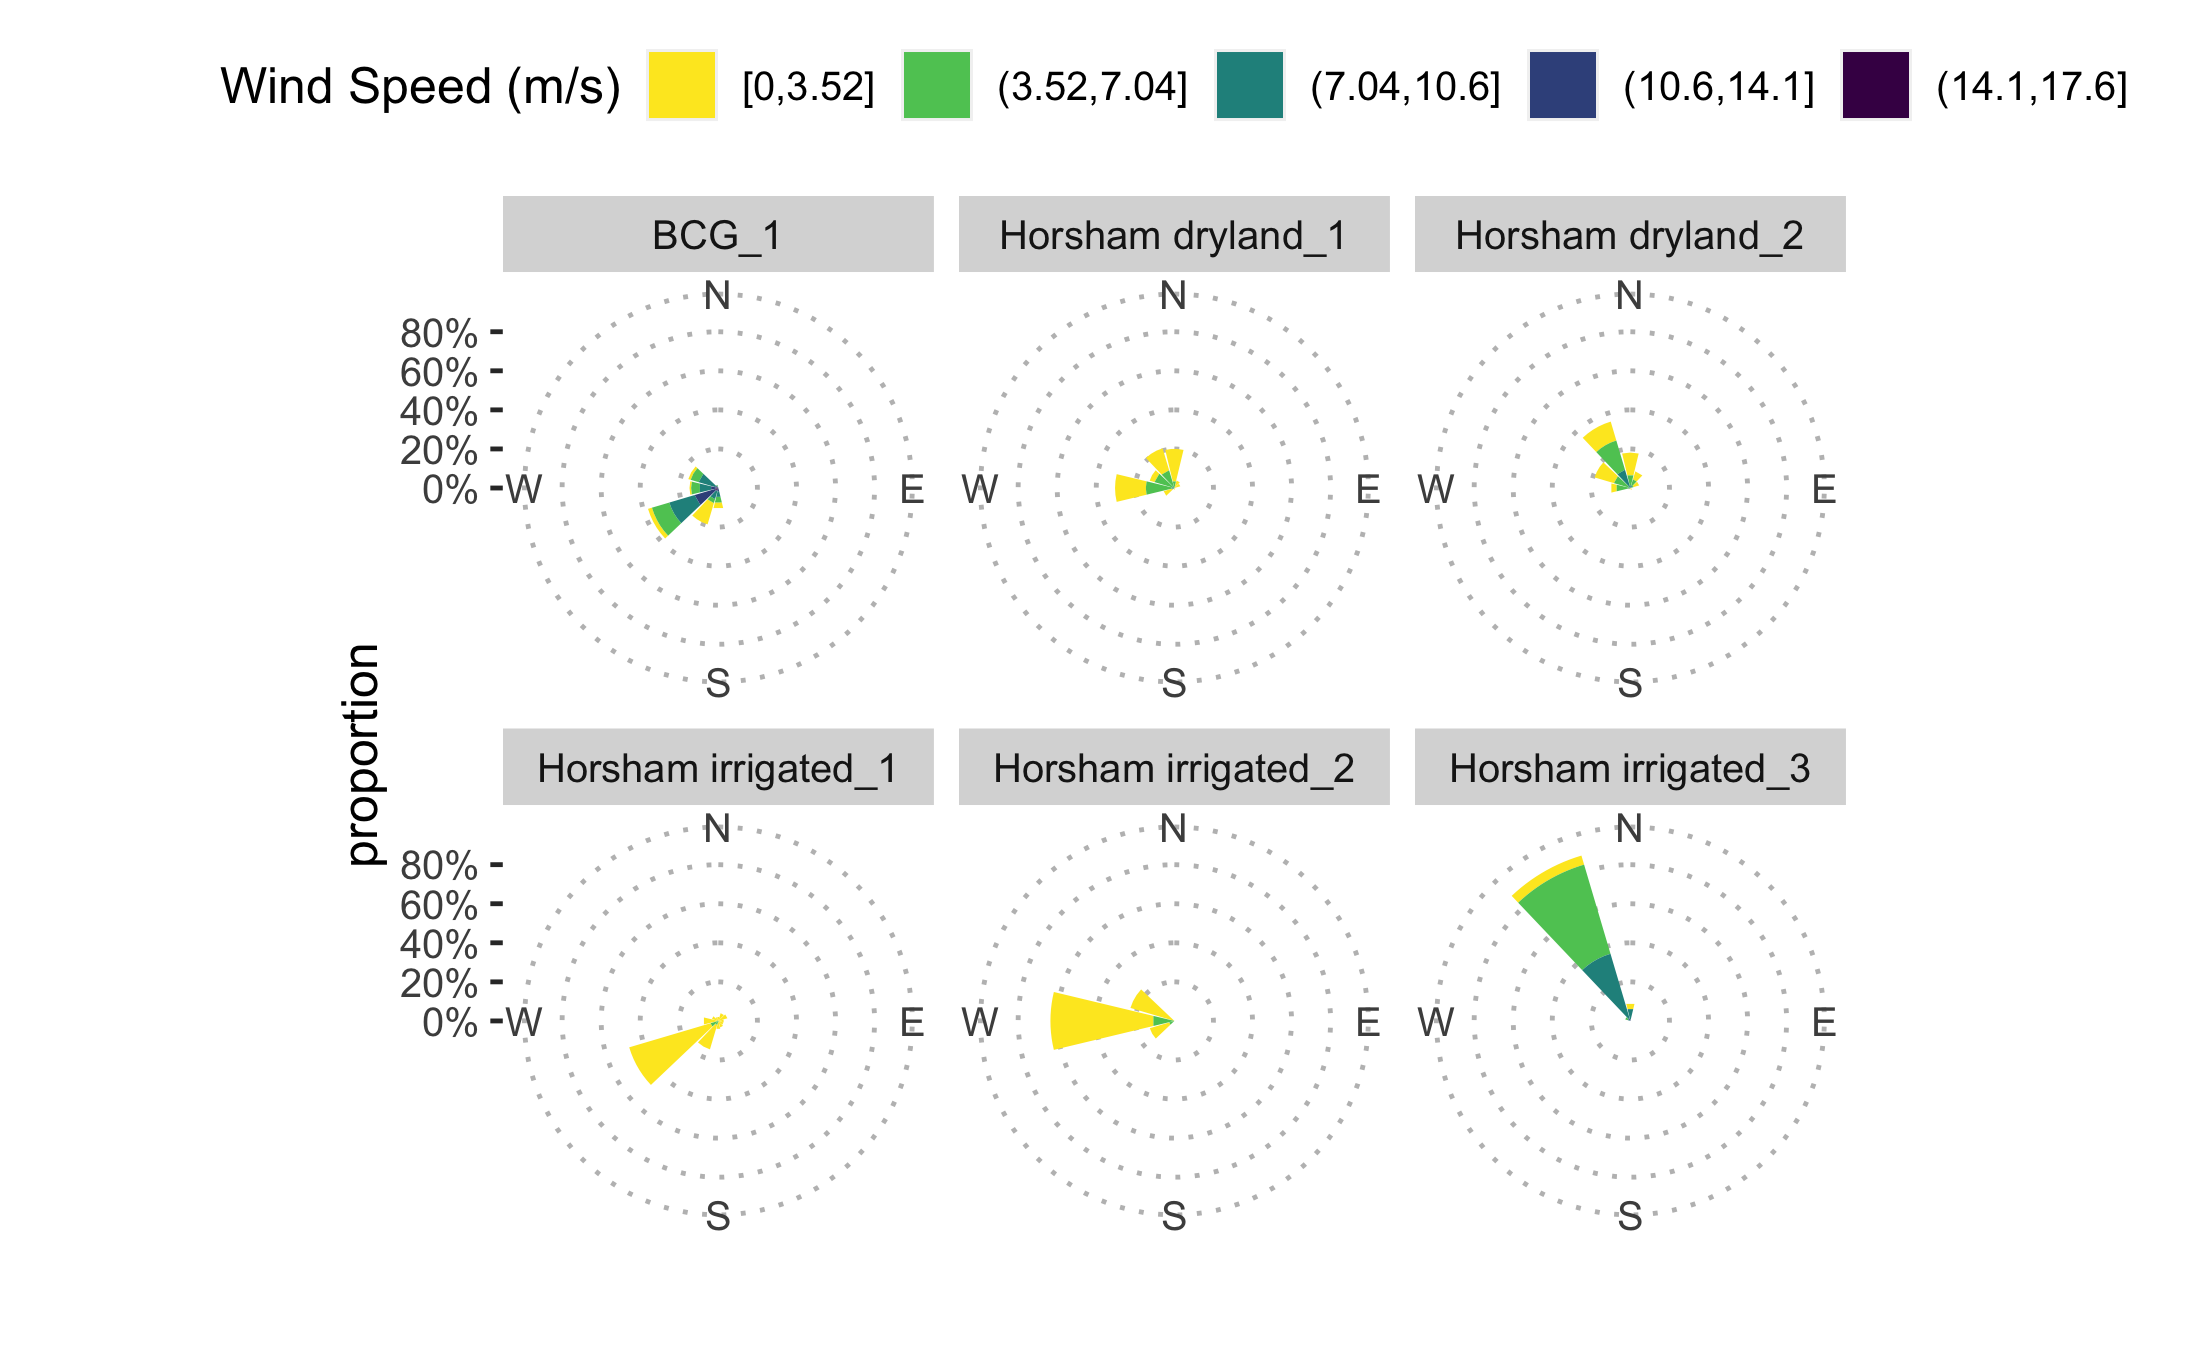 Wind Speed (m/s) [0,3.52] (3.52,7.04] (7.04,10.6] (10.6,14.1] (14.1,17.6]
BCG_1 Horsham dryland_1 Horsham dryland_2
N N N
80%
60%
40%
20%
0% W E W E W E
S S S
proportion
Horsham irrigated_1 Horsham irrigated_2 Horsham irrigated_3
N N N
80%
60%
40%
20%
0% W E W E W E
S S S